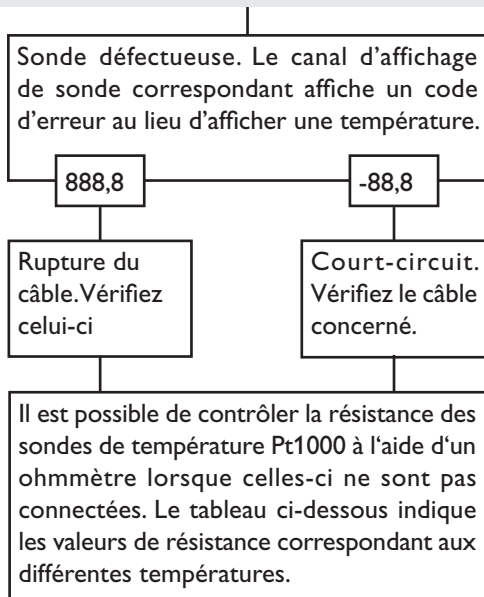 Sonde défectueuse. Le canal d'affichage
de sonde correspondant affiche un code
d'erreur au lieu d'afficher une température.
888,8
-88,8
Rupture du
câble. Vérifiez
celui-ci
Court-circuit.
Vérifiez le câble
concerné.
Il est possible de contrôler la résistance des
sondes de température Pt1000 à l‘aide d‘un
ohmmètre lorsque celles-ci ne sont pas
connectées. Le tableau ci-dessous indique
les valeurs de résistance correspondant aux
différentes températures.